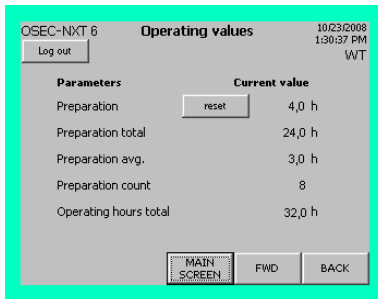 OSEC-NXT 6 Operating values 10/23/2008
1:30:37 PM
Log out WT
Parameters Current value
Preparation reset 4,0 h
Preparation total 24,0 h
Preparation avg. 3,0 h
Preparation count 8
Operating hours total 32,0 h
MAIN
SCREEN FWD BACK